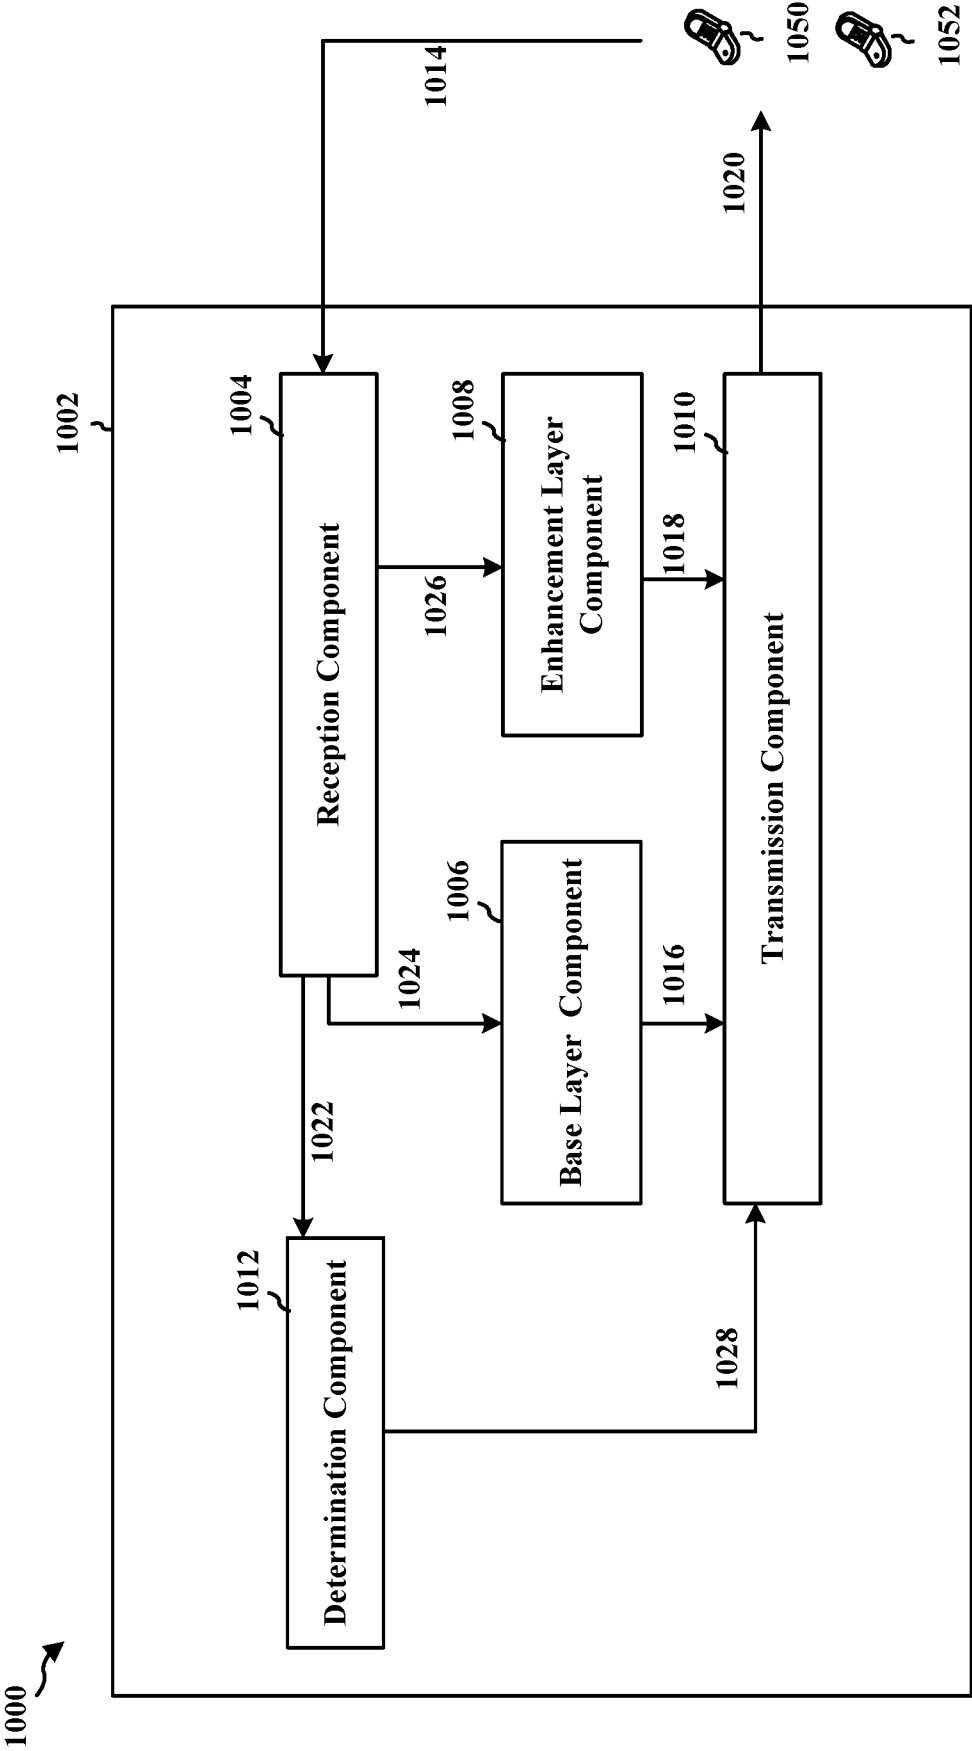 1000
1002
1012
Determination Component
1022
1004
Reception Component
1014
1024
1026
1006
Base Layer Component
1008
Enhancement Layer
Component
1028
1016
1018
1010
Transmission Component
1020
1050
1052